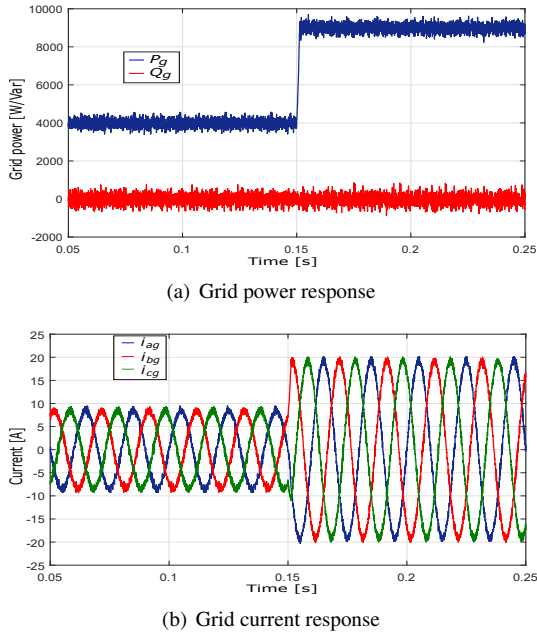 10000
8000
6000
4000
2000
0
-2000
Grid power [W/Var]
P_g
Q_g
0.05
0.1
0.15
0.2
0.25
Time [s]
(a) Grid power response
25
20
15
10
5
0
-5
-10
-15
-20
-25
Current [A]
i_ag
i_bg
i_cg
0.05
0.1
0.15
0.2
0.25
Time [s]
(b) Grid current response